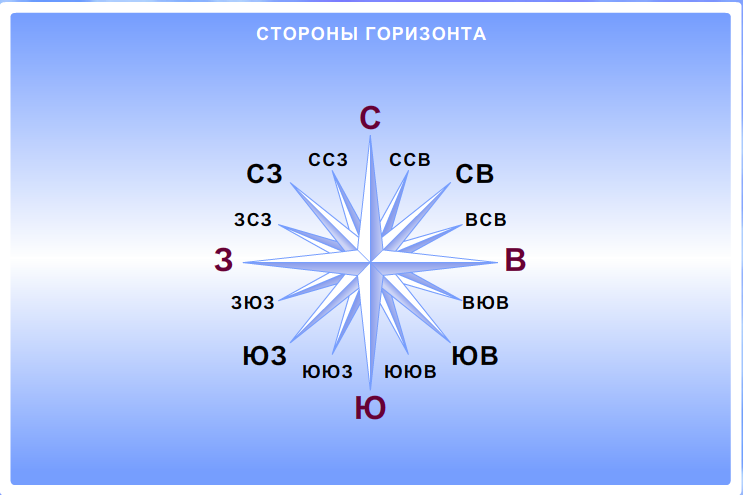 СТОРОНЫ ГОРИЗОНТА
С
ССЗ ССВ
СЗ СВ
ЗСЗ ВСВ
З В
ЗЮЗ ВЮВ
ЮЗ ЮВ
ЮЮЗ ЮЮВ
Ю